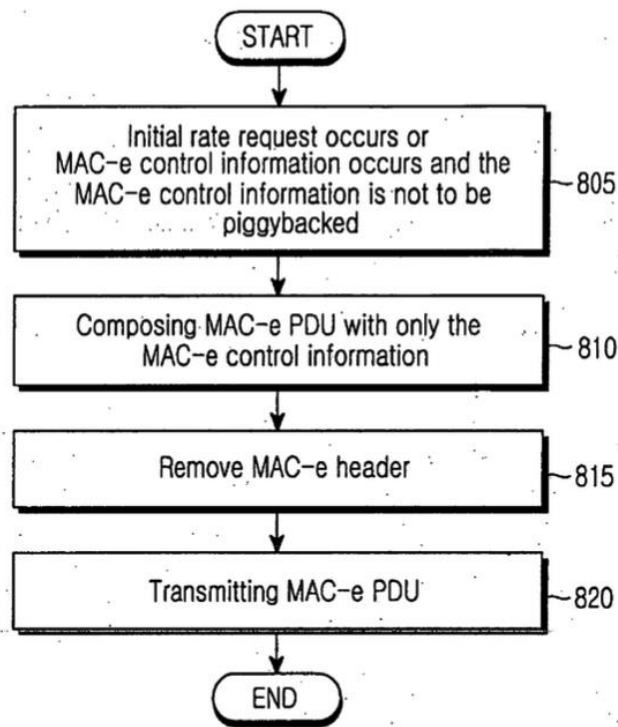 START
Initial rate request occurs or
MAC-e control information occurs and the
MAC-e control information is not to be
piggybacked
805
Composing MAC-e PDU with only the
MAC-e control information
810
Remove MAC-e header
815
Transmitting MAC-e PDU
820
END